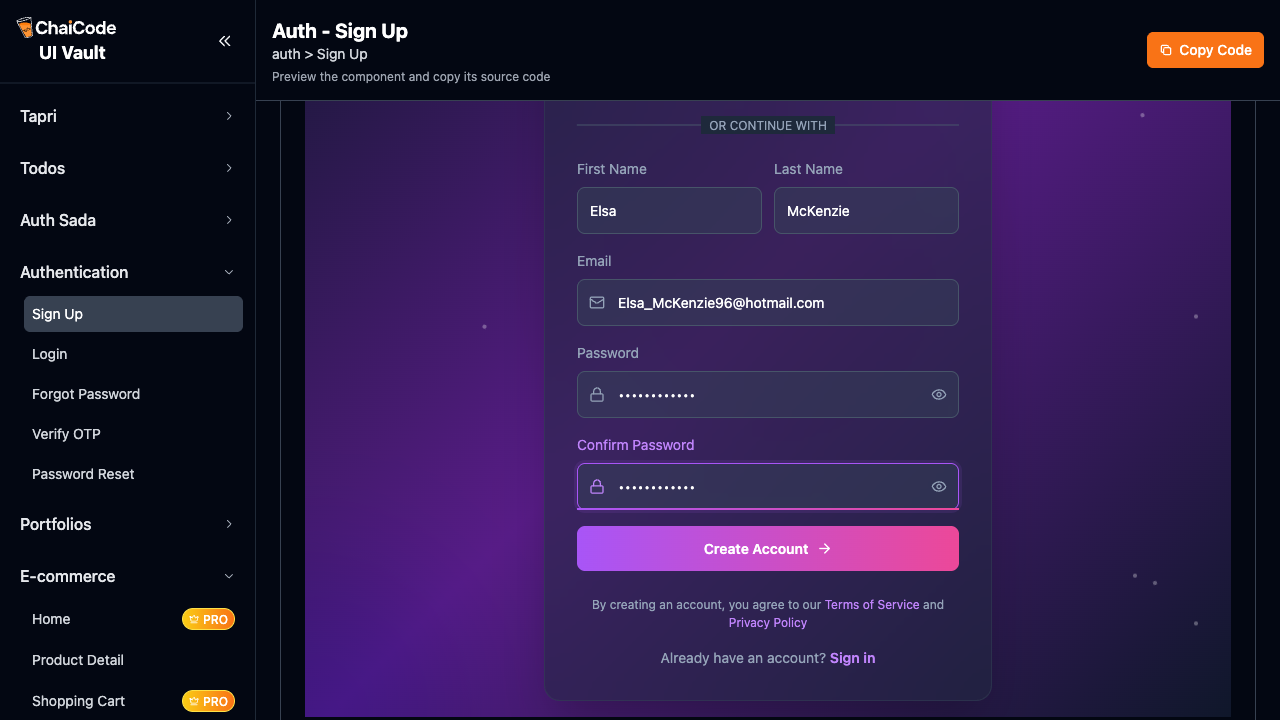 ChaiCode
UI Vault
Tapri
Todos
Auth Sada
Authentication
Sign Up
Login
Forgot Password
Verify OTP
Password Reset
Portfolios
E-commerce
Home
PRO
Product Detail
Shopping Cart
PRO
Auth - Sign Up
auth > Sign Up
Preview the component and copy its source code
Copy Code
OR CONTINUE WITH
First Name
Last Name
Elsa
McKenzie
Email
Elsa_McKenzie96@hotmail.com
Password
••••••••••••
Confirm Password
••••••••••••
Create Account
By creating an account, you agree to our Terms of Service and
Privacy Policy
Already have an account? Sign in